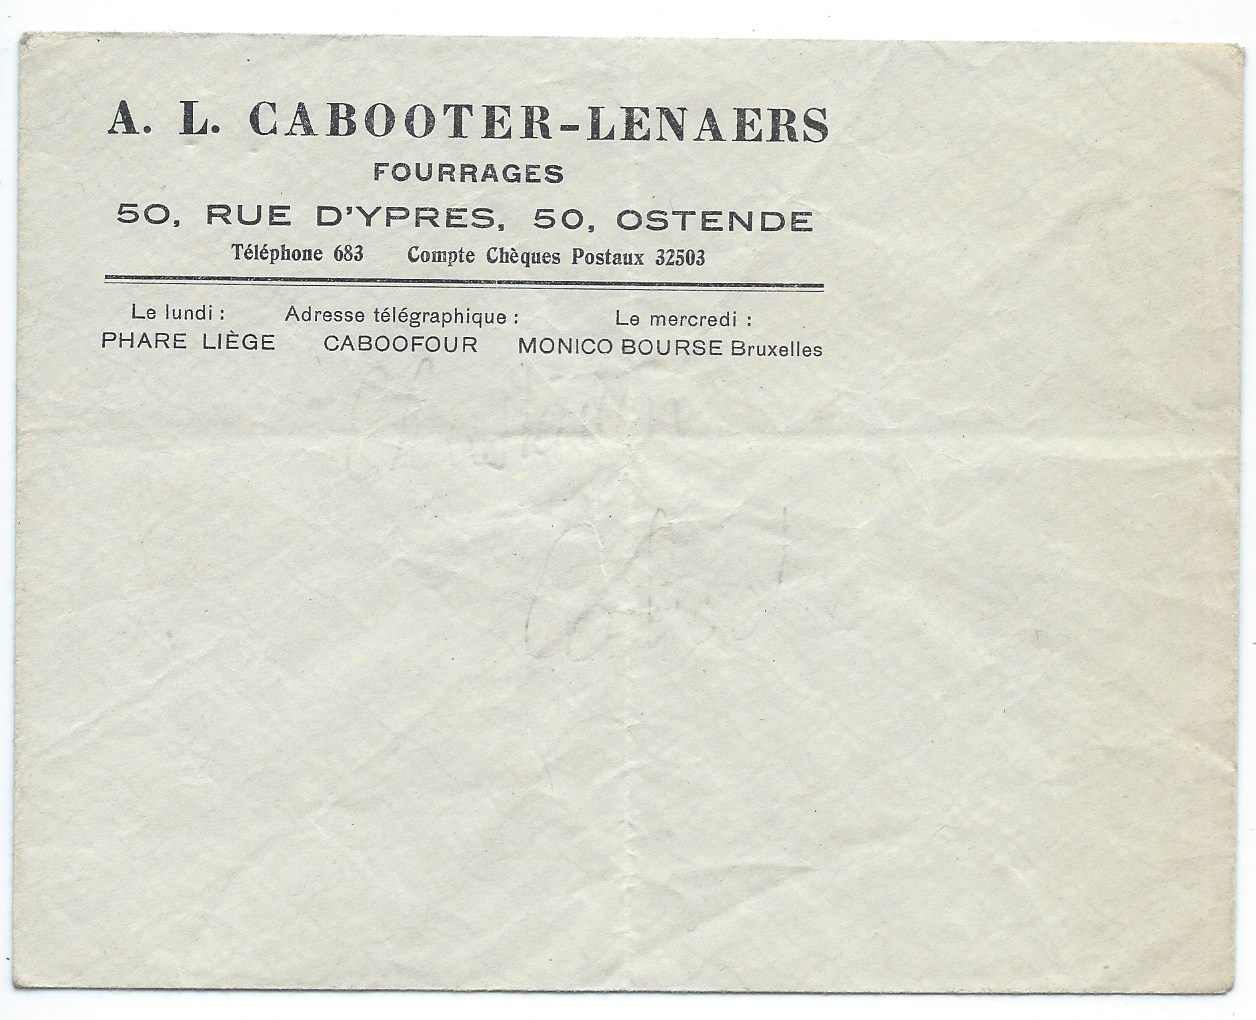 A. L. CABOOTER-LENAERS
FOURRAGES
50, RUE D'YPRES, 50, OSTENDE
Téléphone 683 Compte Chèques Postaux 32503
Le lundi : Adresse télégraphique : Le mercredi :
PHARE LIÈGE CABOOFOUR MONICO BOURSE Bruxelles